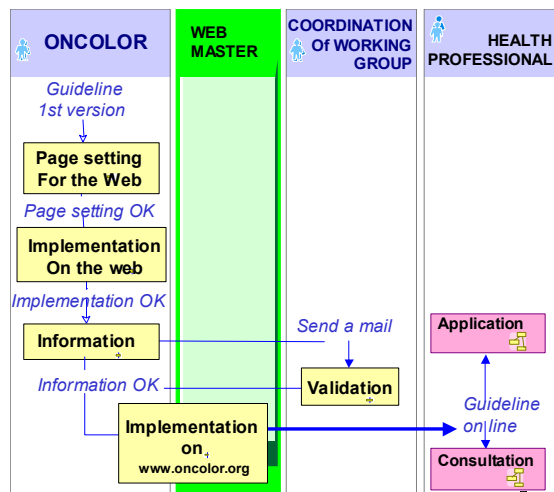 ONCOLOR
WEB
MASTER
COORDINATION
of WORKING
GROUP
HEALTH
PROFESSIONAL
Guideline
1st version
Page setting
For the Web
Page setting OK
Implementation
On the web
Implementation OK
Information
Send a mail
Application
Information OK
Validation
Guideline
on line
Implementation
on
www.oncolor.org
Consultation